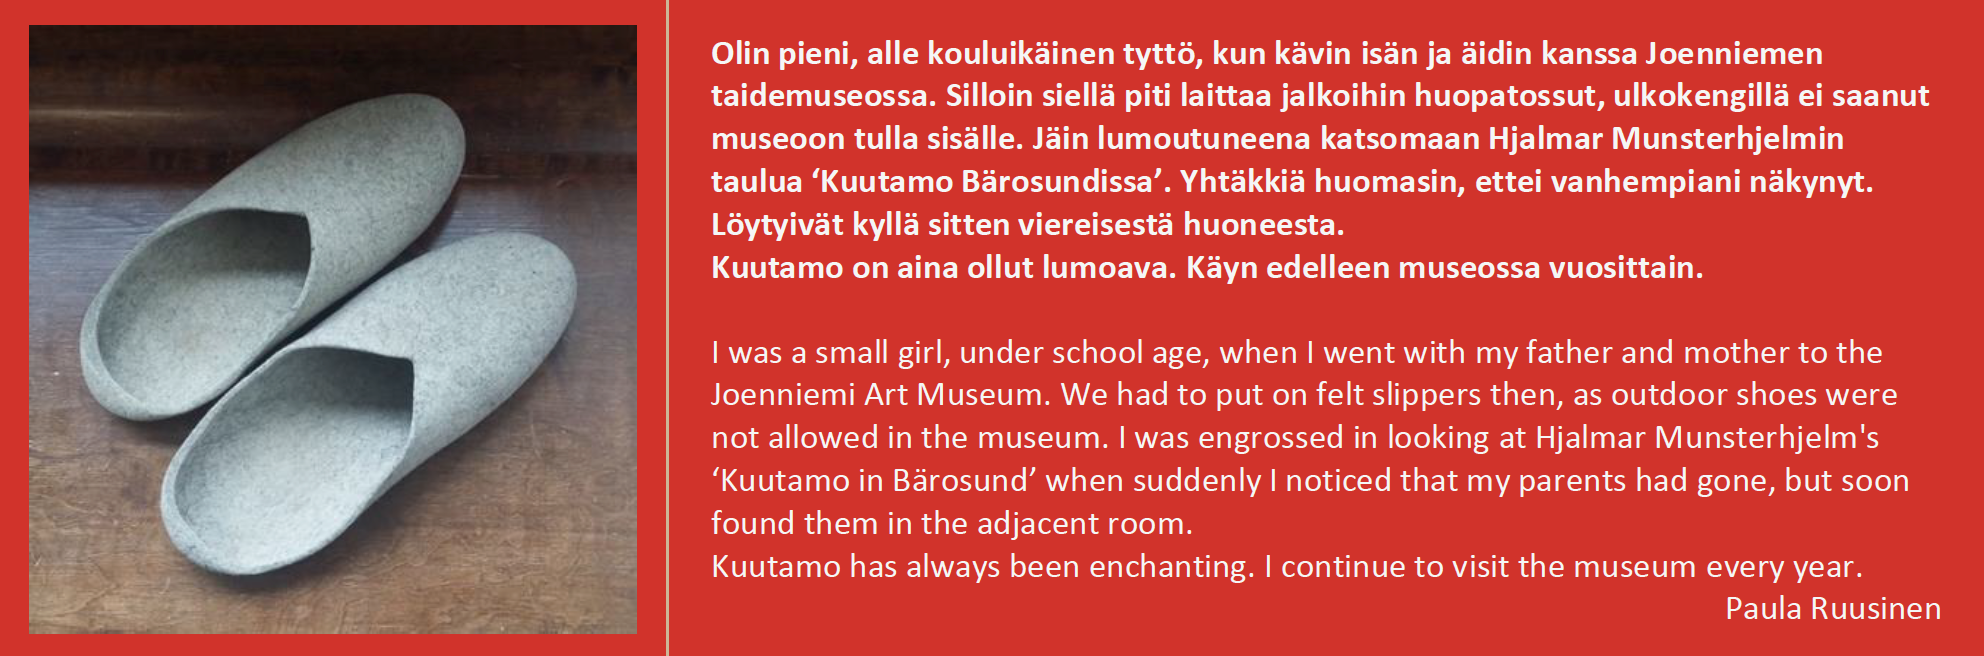 Olin pieni, alle kouluikäinen tyttö, kun kävin isän ja äidin kanssa Joenniemen
taidemuseossa. Silloin siellä piti laittaa jalkoihin huopatossut, ulkokengillä ei saanut
museoon tulla sisälle. Jäin lumoutuneena katsomaan Hjalmar Munsterhjelmin
taulua ‘Kuutamo Bärosundissa’. Yhtäkkiä huomasin, ettei vanhempiani näkynyt.
Löytyivät kyllä sitten viereisestä huoneesta.
Kuutamo on aina ollut lumoava. Käyn edelleen museossa vuosittain.
I was a small girl, under school age, when I went with my father and mother to the
Joenniemi Art Museum. We had to put on felt slippers then, as outdoor shoes were
not allowed in the museum. I was engrossed in looking at Hjalmar Munsterhjelm's
‘Kuutamo in Bärosund’ when suddenly I noticed that my parents had gone, but soon
found them in the adjacent room.
Kuutamo has always been enchanting. I continue to visit the museum every year.
Paula Ruusinen